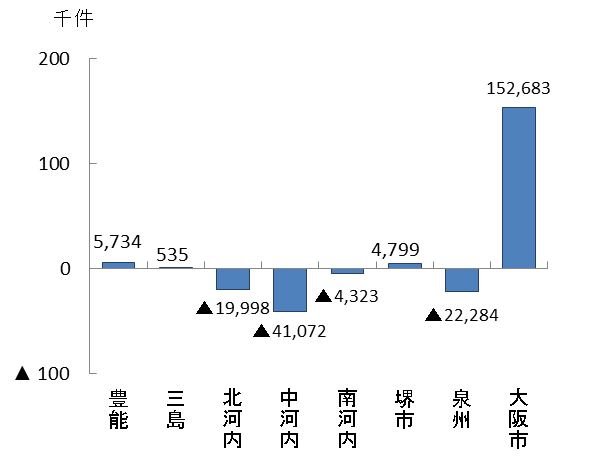 千件
200
152,683
100
5,734
535
4,799
0
▲19,998
▲4,323
▲22,284
▲41,072
▲ 100
豊能
三島
北河内
中河内
南河内
堺市
泉州
大阪市